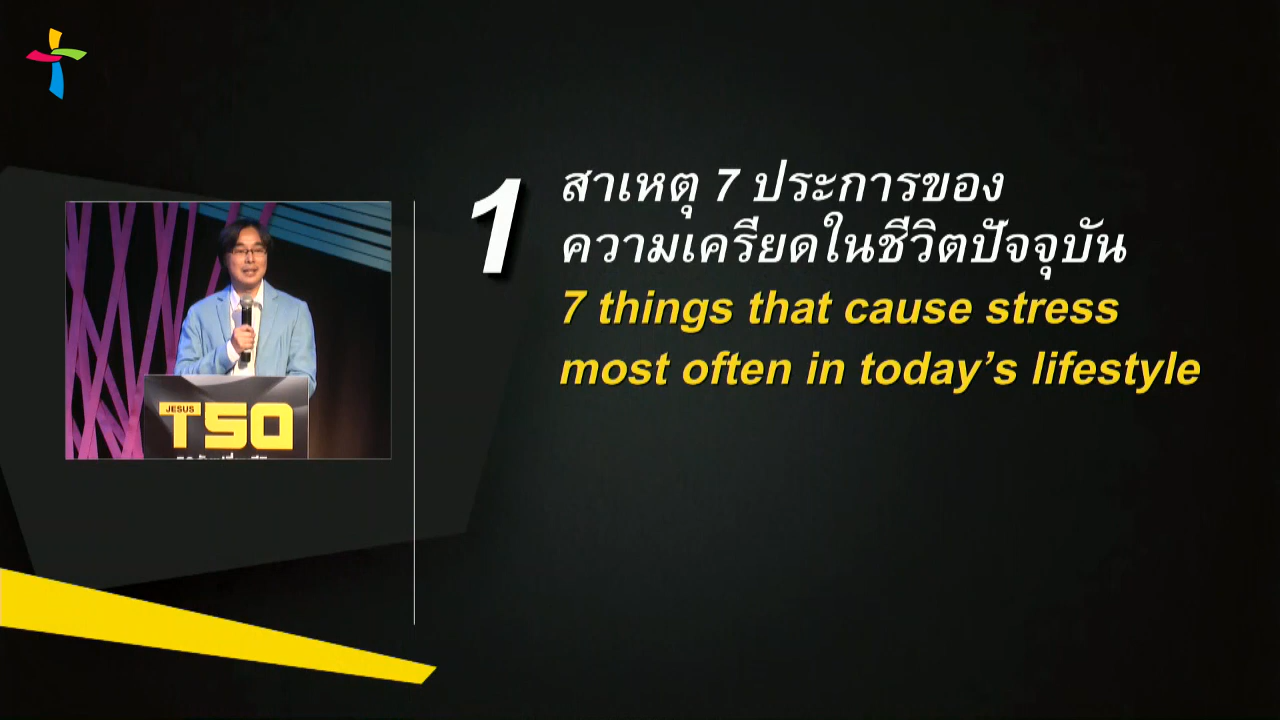 1
สาเหตุ 7 ประการของ
ความเครียดในชีวิตปัจจุบัน
7 things that cause stress
most often in today’s lifestyle
JESUS
T50